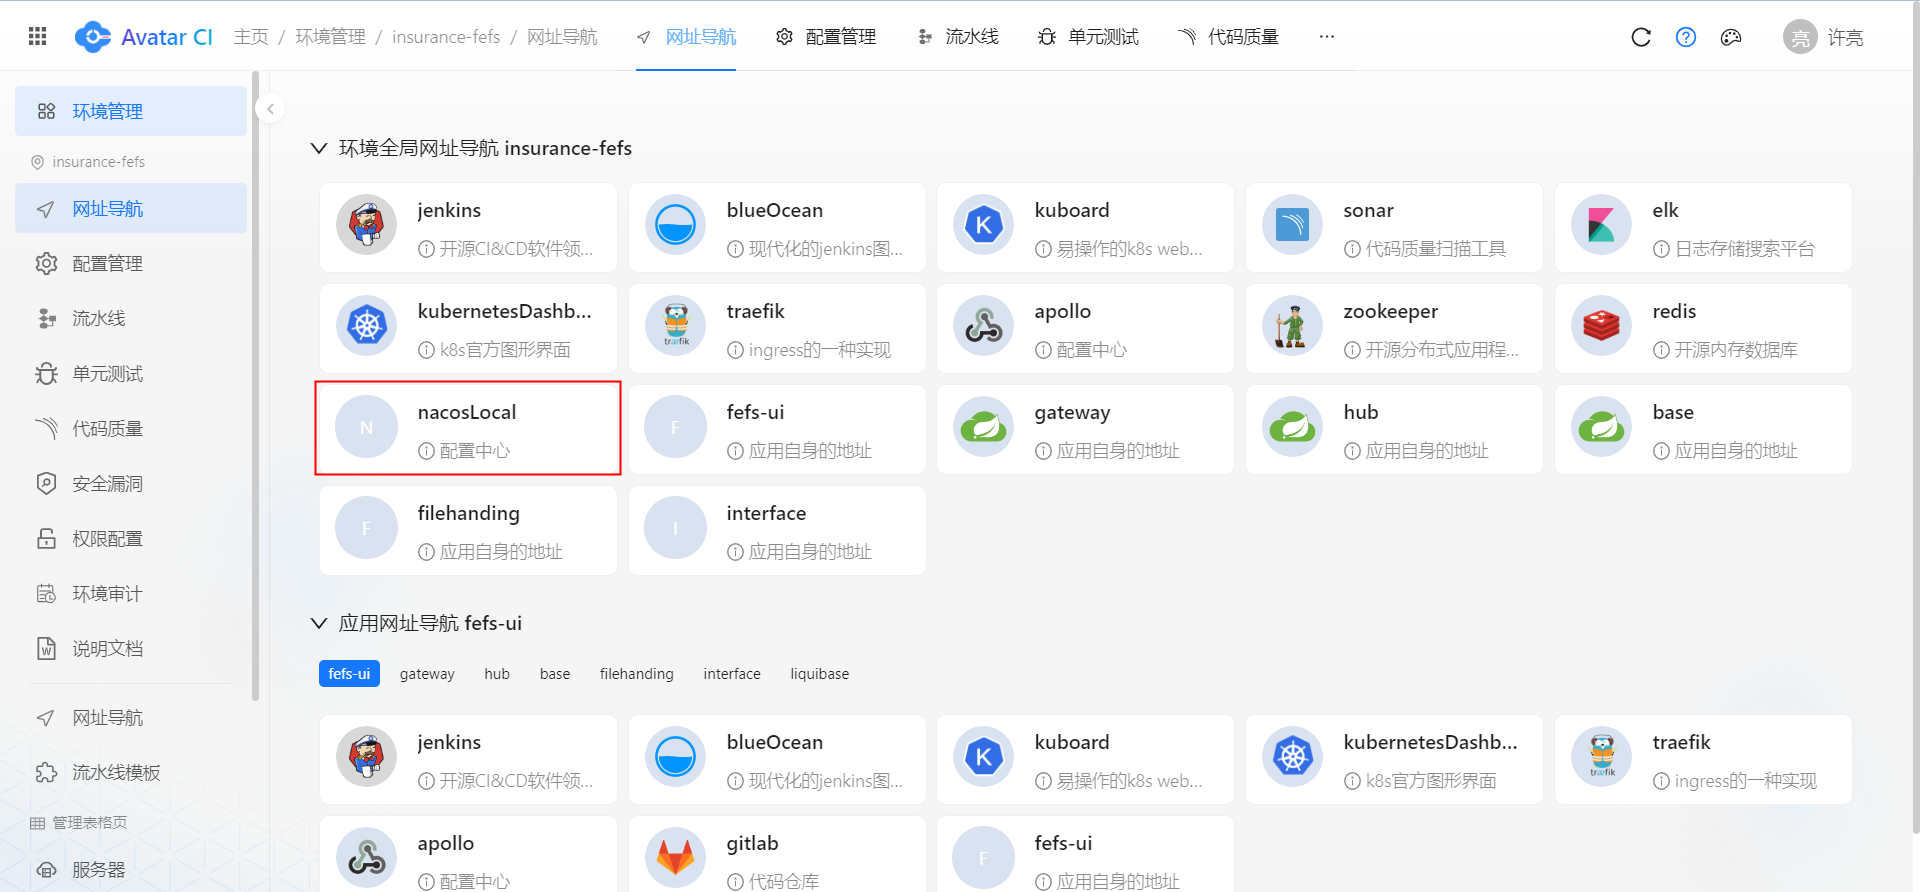 Avatar CI
主页 / 环境管理 / insurance-fefs / 网址导航
网址导航
配置管理
流水线
单元测试
代码质量
···
亮 许亮
环境管理
insurance-fefs
网址导航
配置管理
流水线
单元测试
代码质量
安全漏洞
权限配置
环境审计
说明文档
网址导航
流水线模板
管理表格页
服务器
环境全局网址导航 insurance-fefs
jenkins
开源CI&CD软件领...
blueOcean
现代化的jenkins图...
kuboard
易操作的k8s web...
sonar
代码质量扫描工具
elk
日志存储搜索平台
kubernetesDashb...
k8s官方图形界面
træfik
traefik
ingress的一种实现
apollo
配置中心
zookeeper
开源分布式应用程...
redis
开源内存数据库
N
nacosLocal
配置中心
F
fefs-ui
应用自身的地址
gateway
应用自身的地址
hub
应用自身的地址
base
应用自身的地址
F
filehanding
应用自身的地址
I
interface
应用自身的地址
应用网址导航 fefs-ui
fefs-ui gateway hub base filehanding interface liquibase
jenkins
开源CI&CD软件领...
blueOcean
现代化的jenkins图...
kuboard
易操作的k8s web...
kubernetesDashb...
k8s官方图形界面
træfik
traefik
ingress的一种实现
apollo
配置中心
gitlab
代码仓库
F
fefs-ui
应用自身的地址